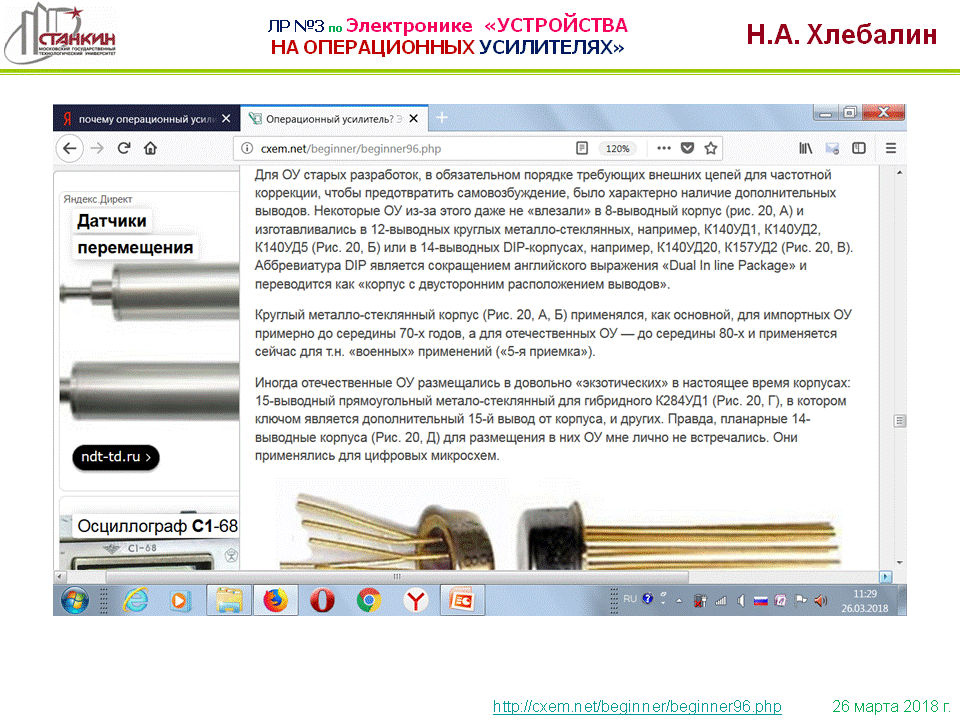 СТАНКИН
МОСКОВСКИЙ ГОСУДАРСТВЕННЫЙ
ТЕХНОЛОГИЧЕСКИЙ УНИВЕРСИТЕТ
ЛР №3 по Электронике «УСТРОЙСТВА
НА ОПЕРАЦИОННЫХ УСИЛИТЕЛЯХ»
Н.А. Хлебалин
почему операционный усил
Операционный усилитель? Э
cxem.net/beginner/beginner96.php
120%
Яндекс.Директ
Датчики
перемещения
ndt-td.ru
Осциллограф С1-68
С1-68
Для ОУ старых разработок, в обязательном порядке требующих внешних цепей для частотной
коррекции, чтобы предотвратить самовозбуждение, было характерно наличие дополнительных
выводов. Некоторые ОУ из-за этого даже не «влезали» в 8-выводный корпус (рис. 20, А) и
изготавливались в 12-выводных круглых металло-стеклянных, например, К140УД1, К140УД2,
К140УД5 (Рис. 20, Б) или в 14-выводных DIP-корпусах, например, К140УД20, К157УД2 (Рис. 20, В).
Аббревиатура DIP является сокращением английского выражения «Dual In line Package» и
переводится как «корпус с двусторонним расположением выводов».
Круглый металло-стеклянный корпус (Рис. 20, А, Б) применялся, как основной, для импортных ОУ
примерно до середины 70-х годов, а для отечественных ОУ — до середины 80-х и применяется
сейчас для т.н. «военных» применений («5-я приемка»).
Иногда отечественные ОУ размещались в довольно «экзотических» в настоящее время корпусах:
15-выводный прямоугольный метало-стеклянный для гибридного К284УД1 (Рис. 20, Г), в котором
ключом является дополнительный 15-й вывод от корпуса, и других. Правда, планарные 14-
выводные корпуса (Рис. 20, Д) для размещения в них ОУ мне лично не встречались. Они
применялись для цифровых микросхем.
RU
11:29
26.03.2018
http://cxem.net/beginner/beginner96.php
26 марта 2018 г.